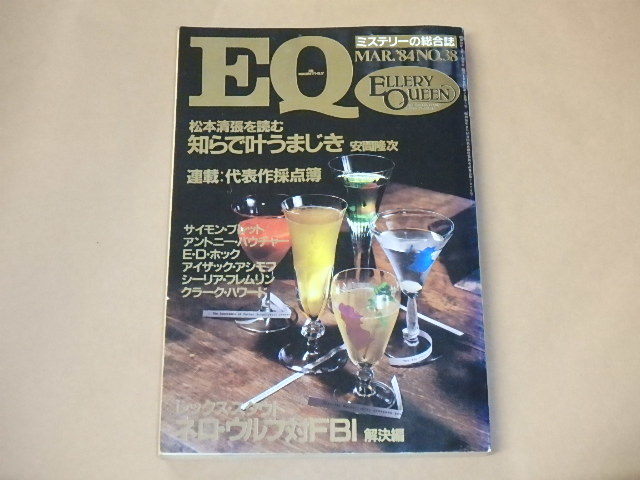 ミステリーの総合誌
EQ
MAR.'84 NO.38
ELLERY
QUEEN
松本清張を読む
知らで叶うまじき 安間隆次
連載:代表作採点簿
サイモン・ブレット
アントニー・バウチャー
E・D・ホック
アイザック・アシモフ
シーリア・フレムリン
クラーク・ハワード
レックス・スタウト
ネロ・ウルフ対FBI 解決編